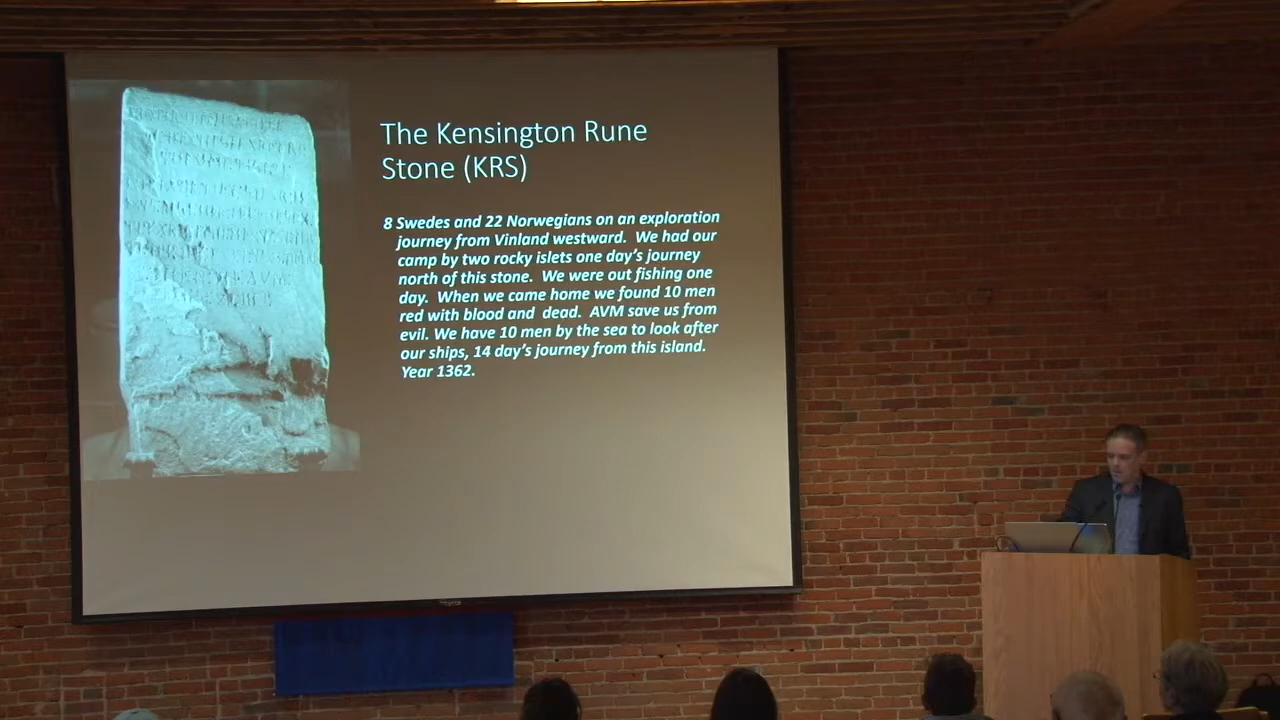 The Kensington Rune
Stone (KRS)
8 Swedes and 22 Norwegians on an exploration
journey from Vinland westward.  We had our
camp by two rocky islets one day's journey
north of this stone.  We were out fishing one
day.  When we came home we found 10 men
red with blood and  dead.  AVM save us from
evil. We have 10 men by the sea to look after
our ships, 14 day's journey from this island.
Year 1362.